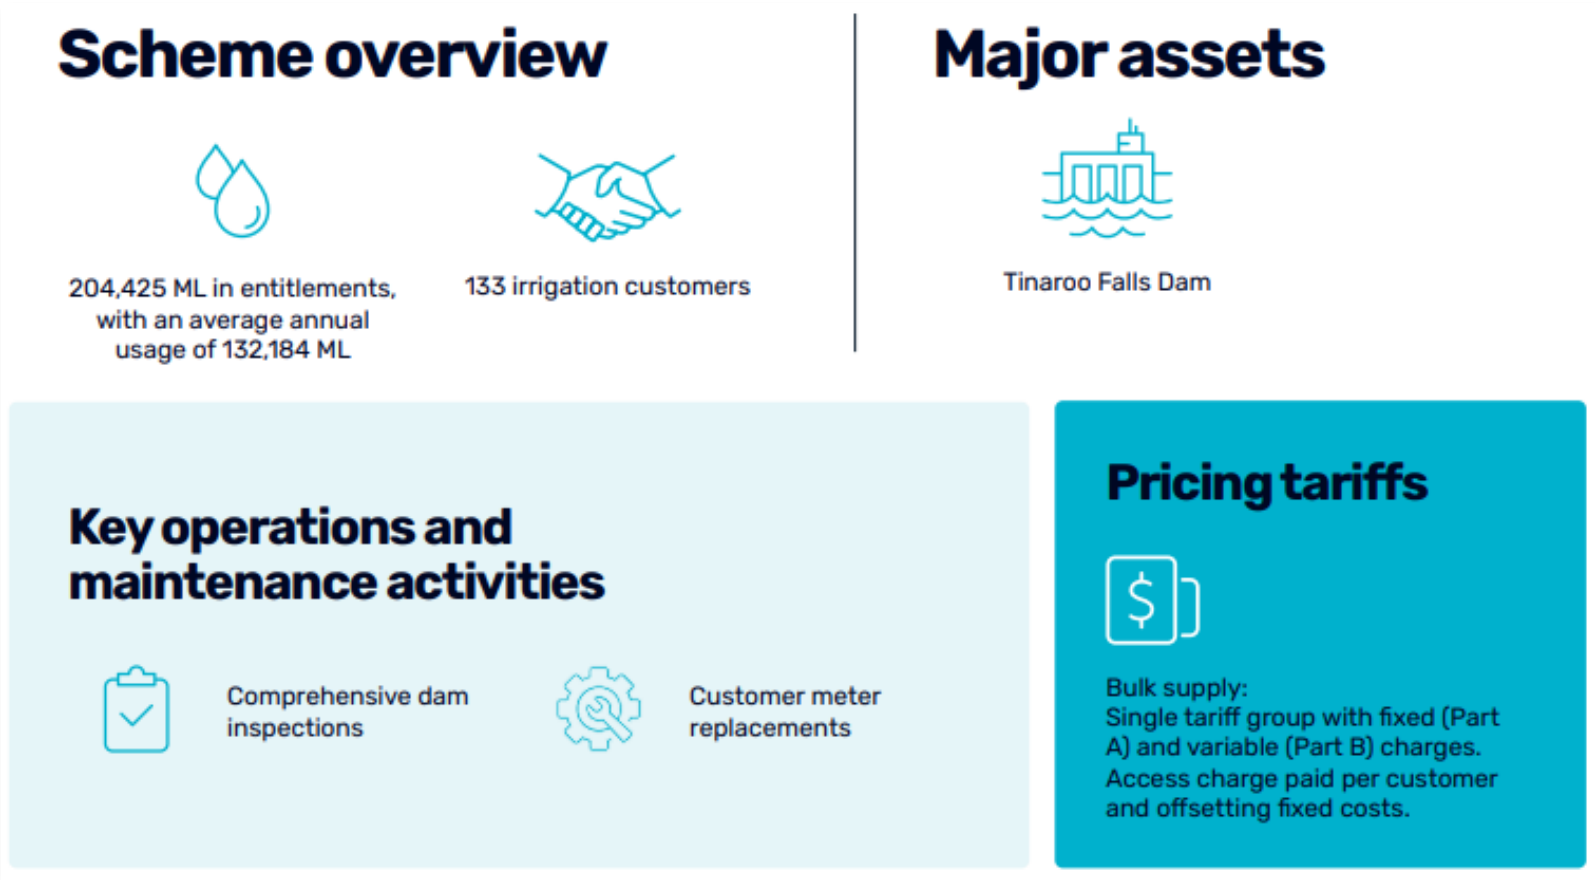 Scheme overview
204,425 ML in entitlements,
with an average annual
usage of 132,184 ML
133 irrigation customers
Major assets
Tinaroo Falls Dam
Key operations and
maintenance activities
Comprehensive dam
inspections
Customer meter
replacements
Pricing tariffs
$
Bulk supply:
Single tariff group with fixed (Part
A) and variable (Part B) charges.
Access charge paid per customer
and offsetting fixed costs.